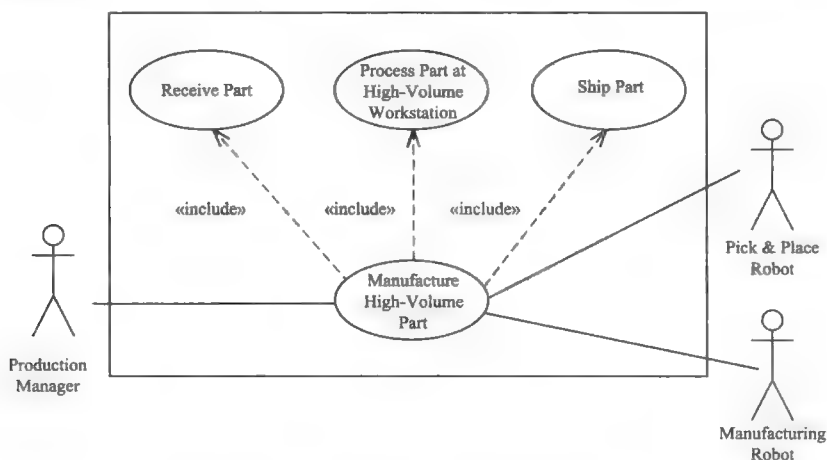 Receive Part
Process Part at
High-Volume
Workstation
Ship Part
«include»
«include»
«include»
Pick & Place
Robot
Manufacture
High-Volume
Part
Production
Manager
Manufacturing
Robot